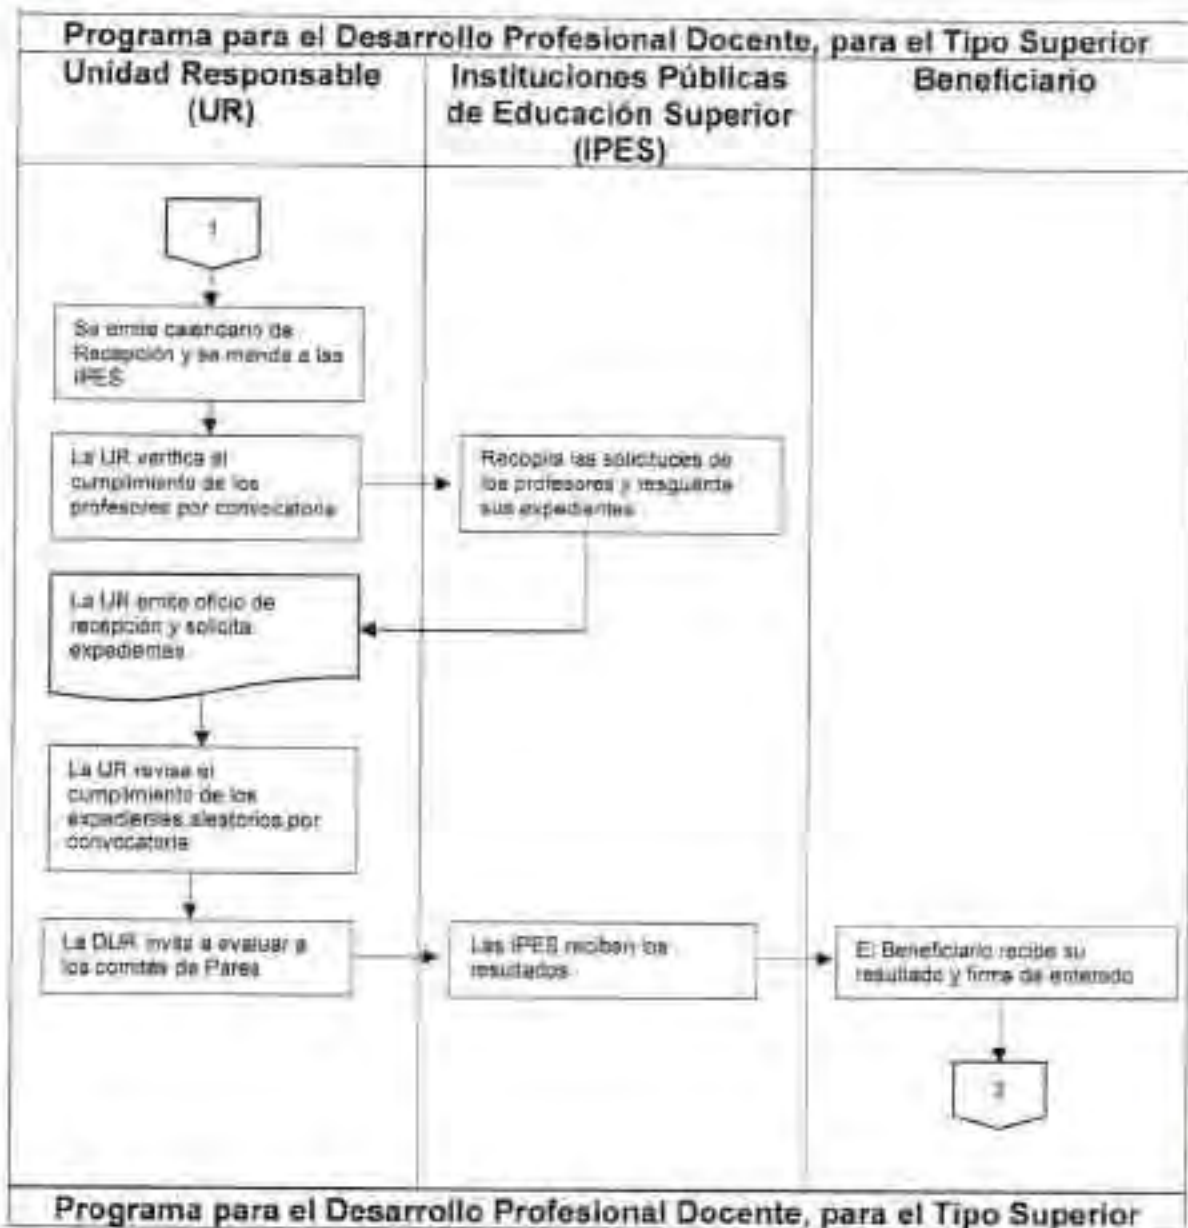 Programa para el Desarrollo Profesional Docente, para el Tipo Superior
Unidad Responsable
(UR)
Instituciones Públicas
de Educación Superior
(IPES)
Beneficiario
1
Se emite calendario de
Recepción y se manda a las
IPES
La UR verifica el
cumplimiento de los
profesores por convocatoria
Recopila las solicitudes de
los profesores y resguarda
sus expedientes
La UR emite oficio de
recepción y solicita
expedientes
La UR revisa el
cumplimiento de los
expedientes aleatorios por
convocatoria
La DUR invita a evaluar a
los comités de Pares
Las IPES reciben los
resultados
El Beneficiario recibe su
resultado y firma de enterado
2
Programa para el Desarrollo Profesional Docente, para el Tipo Superior